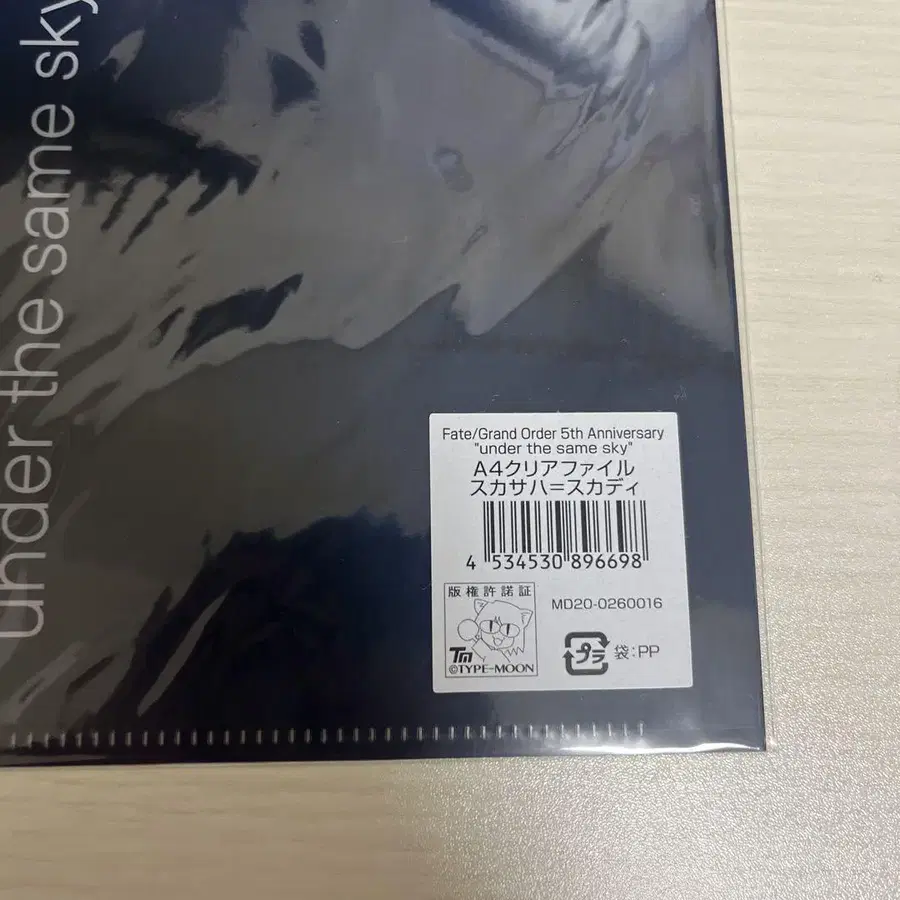 under the same sky
Fate/Grand Order 5th Anniversary
"under the same sky"
A4クリアファイル
スカサハ=スカディ
4 534530 896698
版権許諾証
MD20-0260016
TM
©TYPE-MOON
プラ
袋:PP